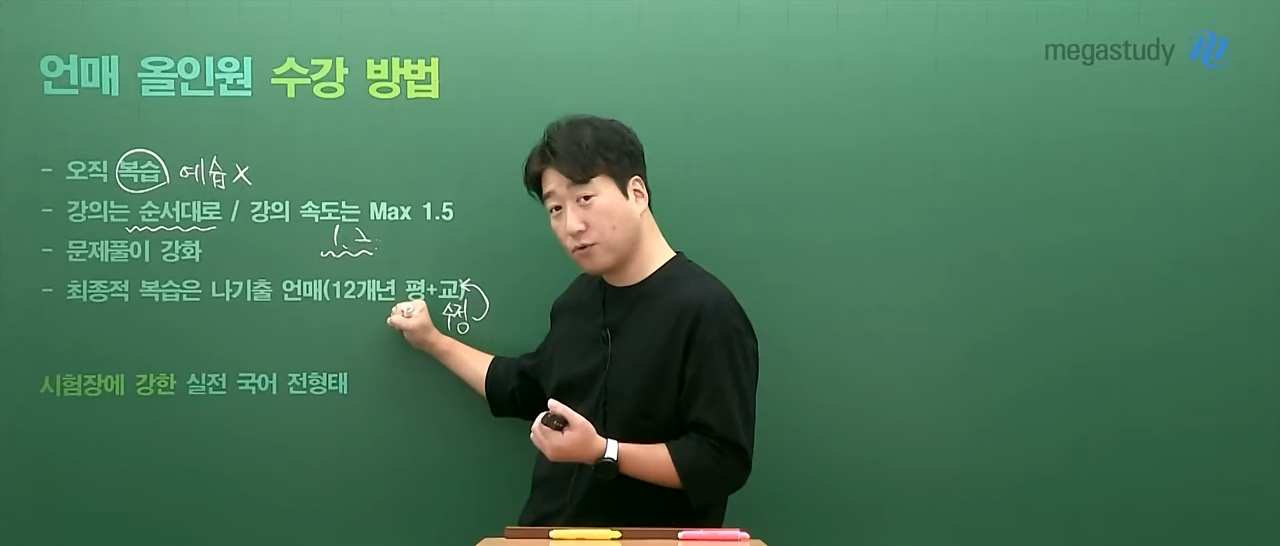 언매 올인원 수강 방법
megastudy
- 오직 복습 예습 X
- 강의는 순서대로 / 강의 속도는 Max 1.5
1.2
- 문제풀이 강화
- 최종적 복습은 나기출 언매(12개년 평+교)
수정
시험장에 강한 실전 국어 전형태